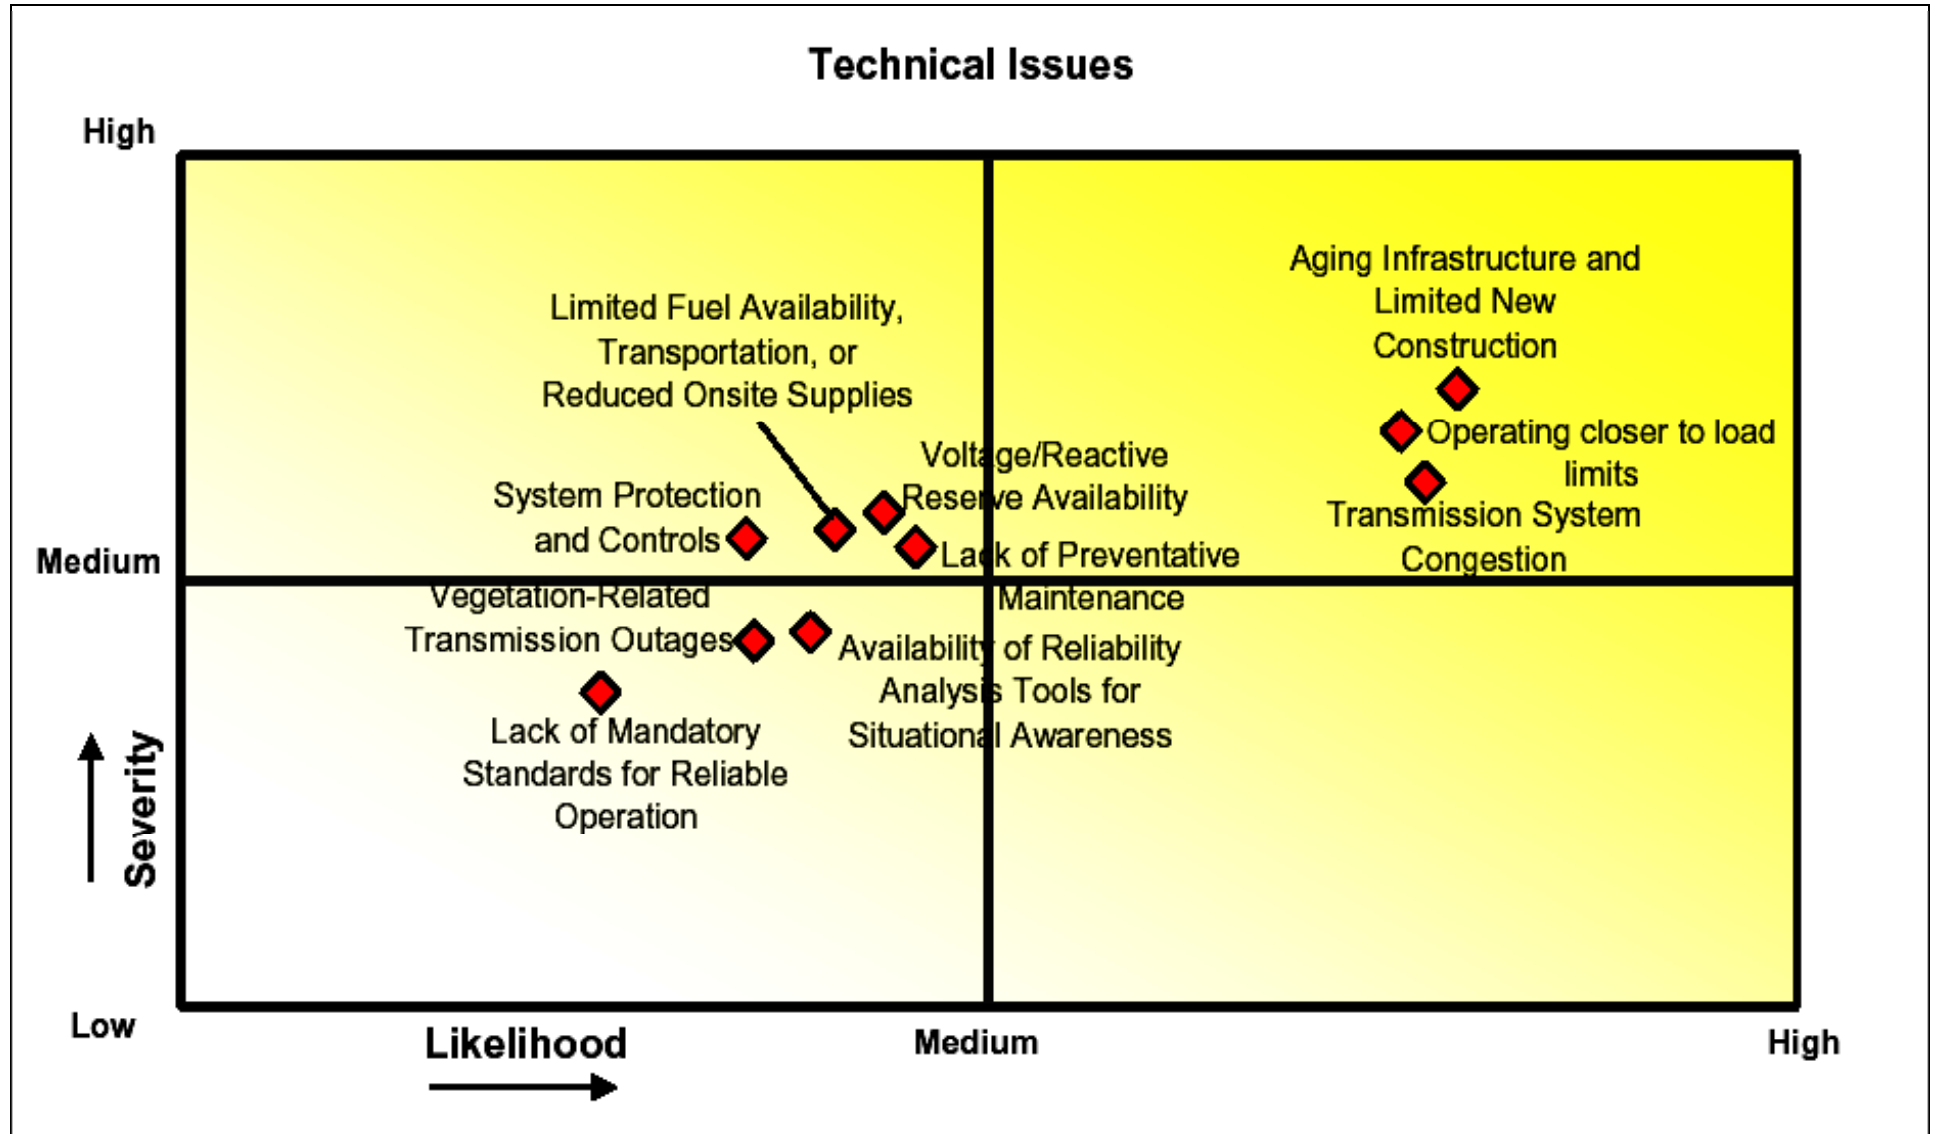 Technical Issues
High
Aging Infrastructure and
Limited New
Construction
Limited Fuel Availability,
Transportation, or
Reduced Onsite Supplies
Operating closer to load
limits
Voltage/Reactive
Reserve Availability
System Protection
and Controls
Transmission System
Congestion
Lack of Preventative
Maintenance
Medium
Vegetation-Related
Transmission Outages
Availability of Reliability
Analysis Tools for
Situational Awareness
Lack of Mandatory
Standards for Reliable
Operation
Severity
Low
Likelihood
Medium
High